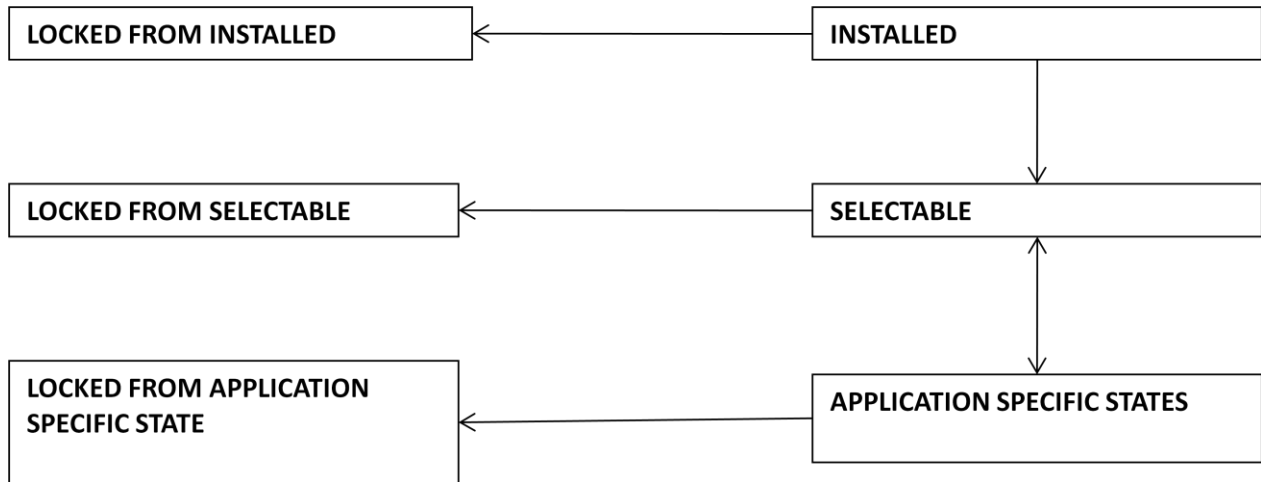 LOCKED FROM INSTALLED
INSTALLED
LOCKED FROM SELECTABLE
SELECTABLE
LOCKED FROM APPLICATION
SPECIFIC STATE
APPLICATION SPECIFIC STATES